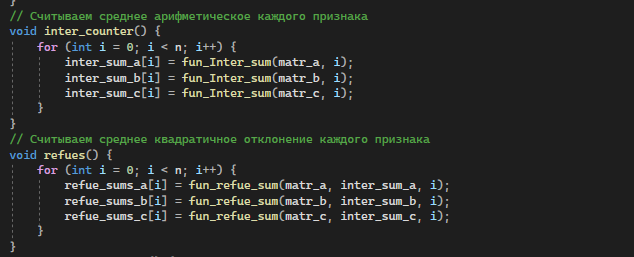 }
// Считываем среднее арифметическое каждого признака
void inter_counter() {
    for (int i = 0; i < n; i++) {
        inter_sum_a[i] = fun_Inter_sum(matr_a, i);
        inter_sum_b[i] = fun_Inter_sum(matr_b, i);
        inter_sum_c[i] = fun_Inter_sum(matr_c, i);
    }
}
// Считываем среднее квадратичное отклонение каждого признака
void refues() {
    for (int i = 0; i < n; i++) {
        refue_sums_a[i] = fun_refue_sum(matr_a, inter_sum_a, i);
        refue_sums_b[i] = fun_refue_sum(matr_b, inter_sum_b, i);
        refue_sums_c[i] = fun_refue_sum(matr_c, inter_sum_c, i);
    }
}